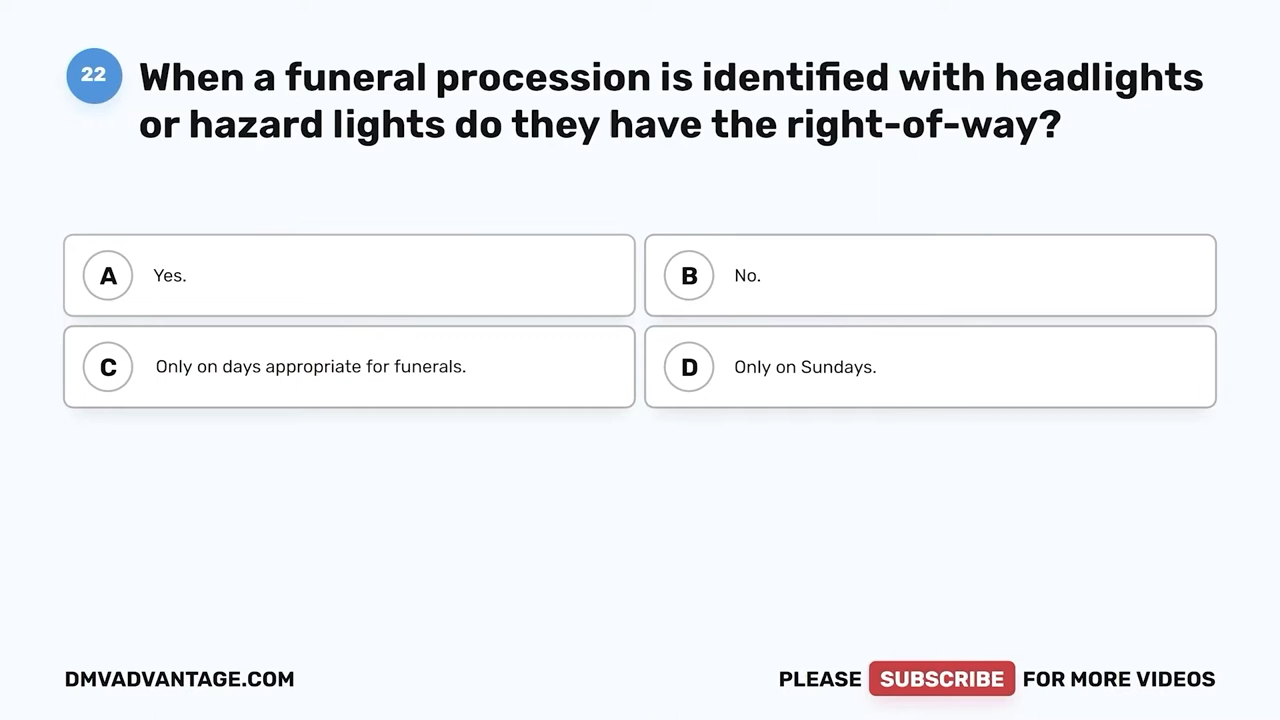 22
When a funeral procession is identified with headlights
or hazard lights do they have the right-of-way?
A Yes.
B No.
C Only on days appropriate for funerals.
D Only on Sundays.
DMVADVANTAGE.COM
PLEASE SUBSCRIBE FOR MORE VIDEOS